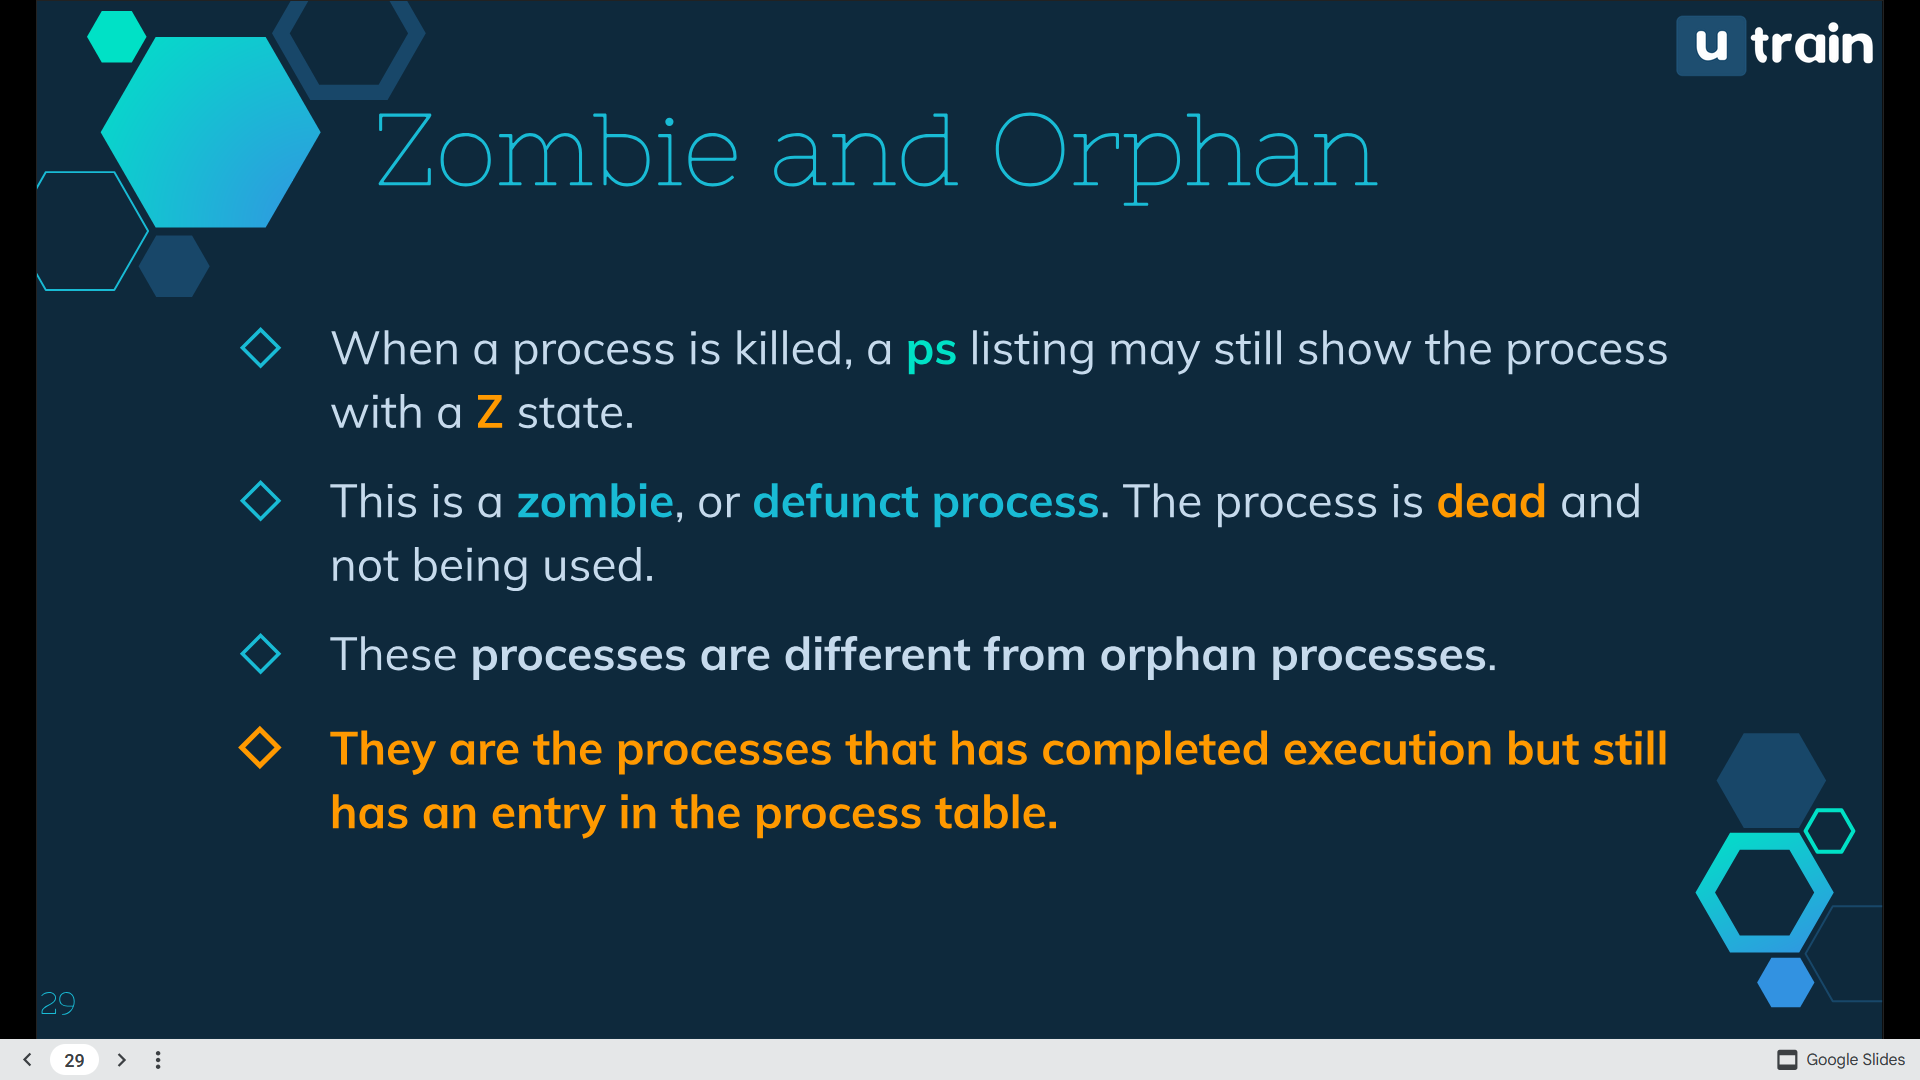 u train
Zombie and Orphan
When a process is killed, a ps listing may still show the process
with a Z state.
This is a zombie, or defunct process. The process is dead and
not being used.
These processes are different from orphan processes.
They are the processes that has completed execution but still
has an entry in the process table.
29
29
Google Slides